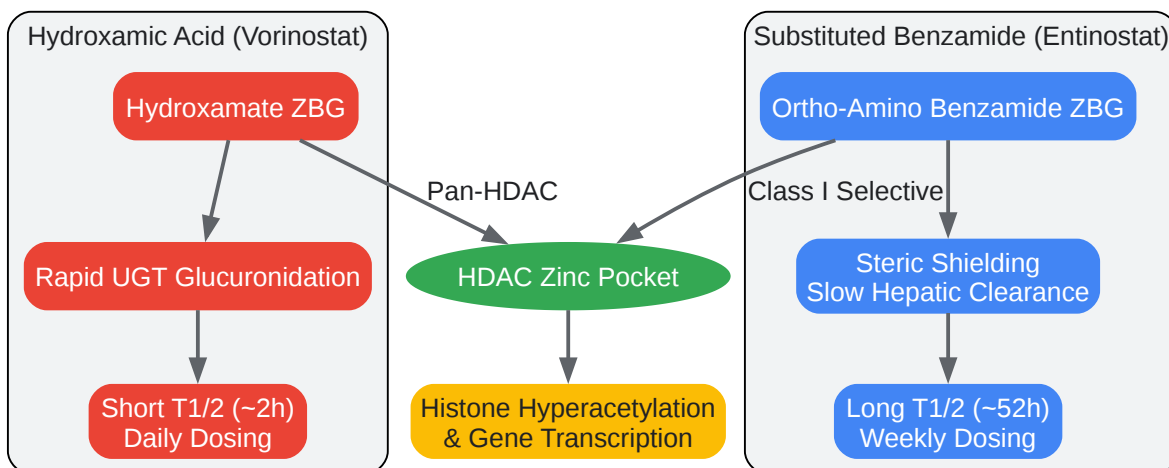 Hydroxamic Acid (Vorinostat)
Substituted Benzamide (Entinostat)
Hydroxamate ZBG
Ortho-Amino Benzamide ZBG
Pan-HDAC
Class I Selective
Rapid UGT Glucuronidation
HDAC Zinc Pocket
Steric Shielding
Slow Hepatic Clearance
Short T1/2 (~2h)
Daily Dosing
Histone Hyperacetylation
& Gene Transcription
Long T1/2 (~52h)
Weekly Dosing